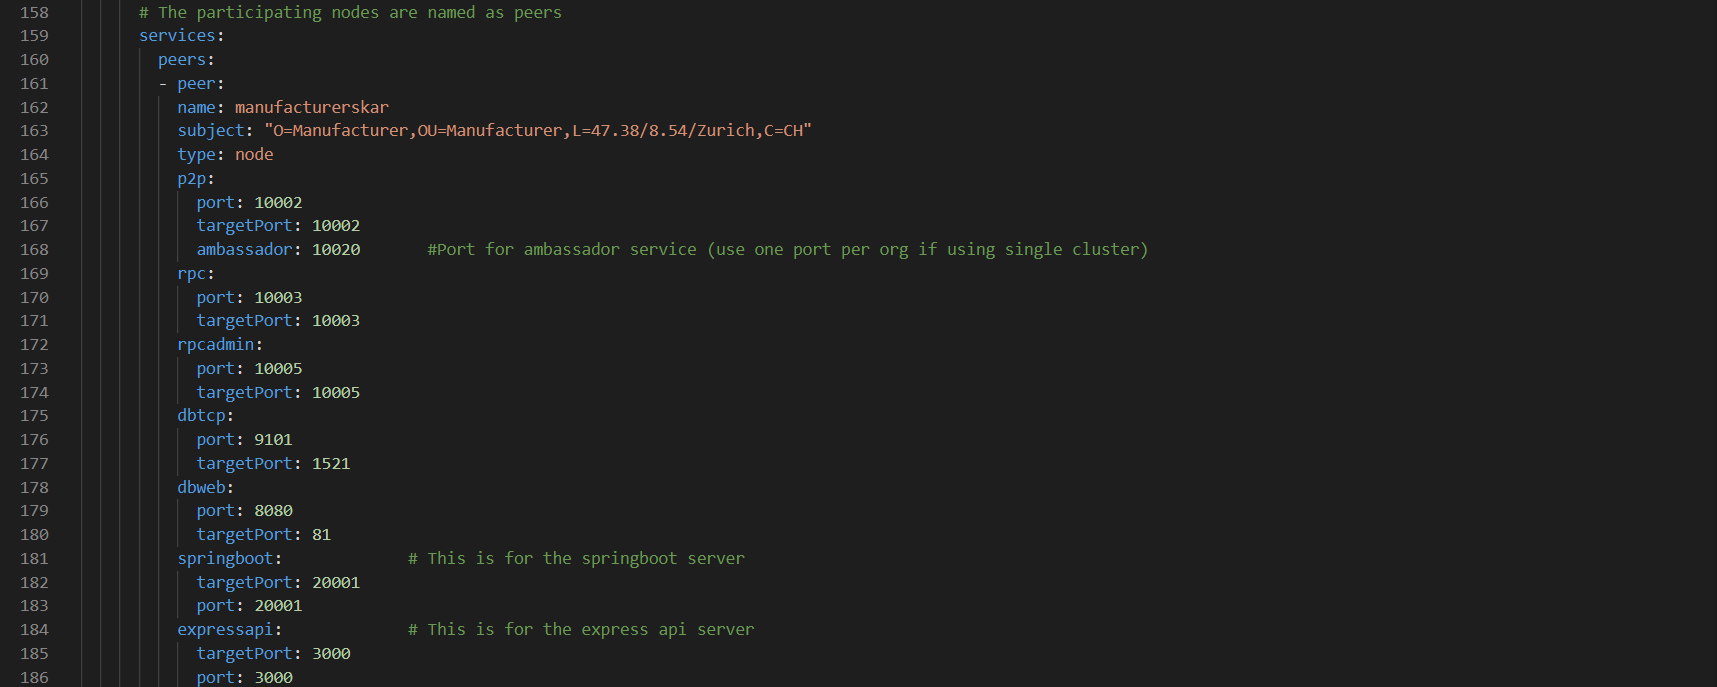 158 # The participating nodes are named as peers
159 services:
160 peers:
161 - peer:
162 name: manufacturerskar
163 subject: "O=Manufacturer,OU=Manufacturer,L=47.38/8.54/Zurich,C=CH"
164 type: node
165 p2p:
166 port: 10002
167 targetPort: 10002
168 ambassador: 10020 #Port for ambassador service (use one port per org if using single cluster)
169 rpc:
170 port: 10003
171 targetPort: 10003
172 rpcadmin:
173 port: 10005
174 targetPort: 10005
175 dbtcp:
176 port: 9101
177 targetPort: 1521
178 dbweb:
179 port: 8080
180 targetPort: 81
181 springboot: # This is for the springboot server
182 targetPort: 20001
183 port: 20001
184 expressapi: # This is for the express api server
185 targetPort: 3000
186 port: 3000